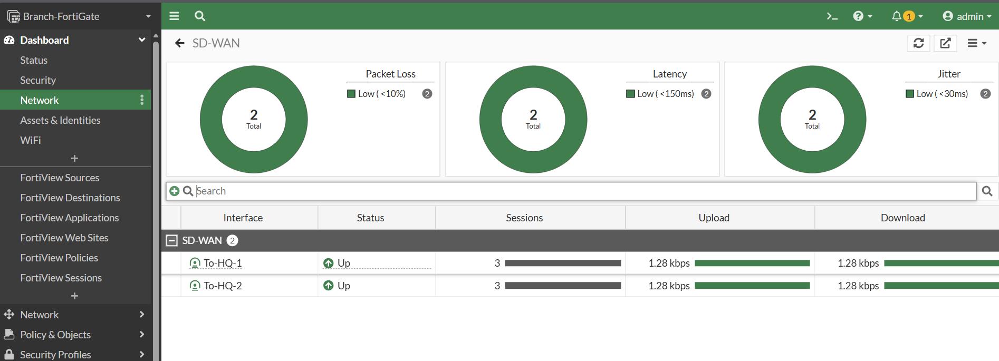 Branch-FortiGate
1
admin
Dashboard
Status
Security
Network
Assets & Identities
WiFi
FortiView Sources
FortiView Destinations
FortiView Applications
FortiView Web Sites
FortiView Policies
FortiView Sessions
Network
Policy & Objects
Security Profiles
SD-WAN
2
Total
Packet Loss
Low ( <10%) 2
2
Total
Latency
Low ( <150ms) 2
2
Total
Jitter
Low ( <30ms) 2
Search
Interface Status Sessions Upload Download
SD-WAN 2
To-HQ-1 Up 3 1.28 kbps 1.28 kbps
To-HQ-2 Up 3 1.28 kbps 1.28 kbps